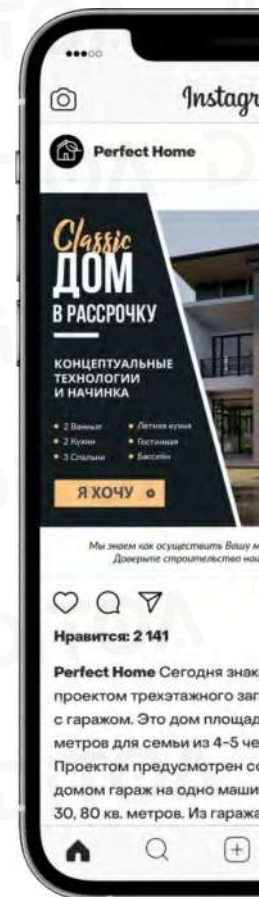 Instagr
Perfect Home
Classic
ДОМ
В РАССРОЧКУ
КОНЦЕПТУАЛЬНЫЕ
ТЕХНОЛОГИИ
И НАЧИНКА
• 2 Ванные
• 2 Кухни
• 3 Спальни
• Летняя кухня
• Гостинная
• Бассейн
Я ХОЧУ
Мы знаем как осуществить Вашу м
Доверьте строительство наш
Нравится: 2 141
Perfect Home Сегодня знак
проектом трехэтажного заг
с гаражом. Это дом площад
метров для семьи из 4-5 че
Проектом предусмотрен со
домом гараж на одно маши
30, 80 кв. метров. Из гаража